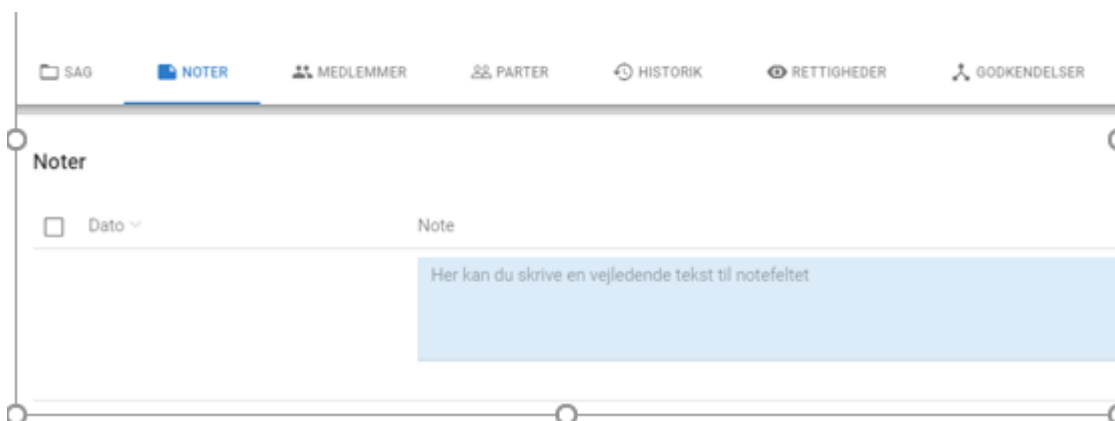 SAG NOTER MEDLEMMER PARTER HISTORIK RETTIGHEDER GODKENDELSER
Noter
Dato Note
Her kan du skrive en vejledende tekst til notefeltet